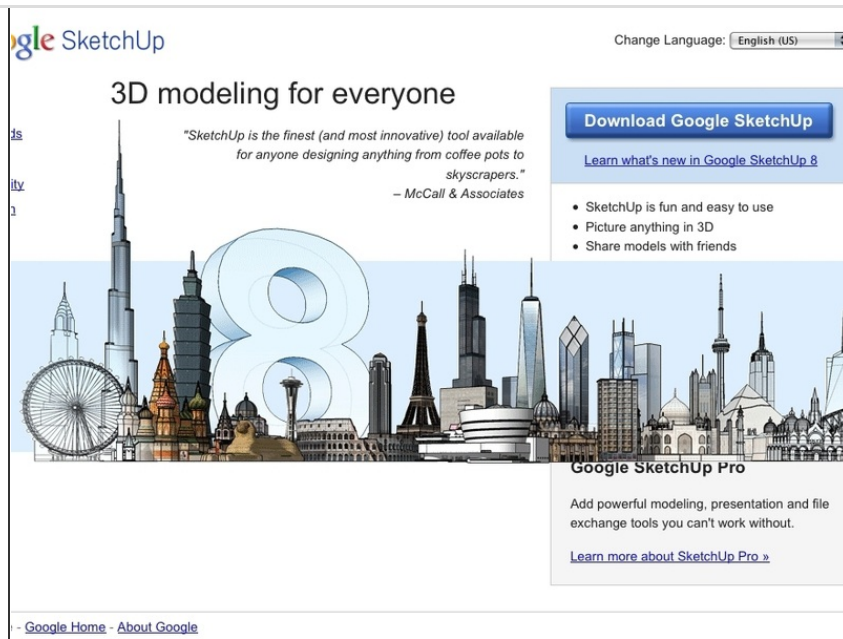 ogle SketchUp
Change Language: English (US)
3D modeling for everyone
"SketchUp is the finest (and most innovative) tool available
for anyone designing anything from coffee pots to
skyscrapers."
– McCall & Associates
ds
ity
Download Google SketchUp
Learn what's new in Google SketchUp 8
• SketchUp is fun and easy to use
• Picture anything in 3D
• Share models with friends
8
Google SketchUp Pro
Add powerful modeling, presentation and file
exchange tools you can't work without.
Learn more about SketchUp Pro »
- Google Home - About Google